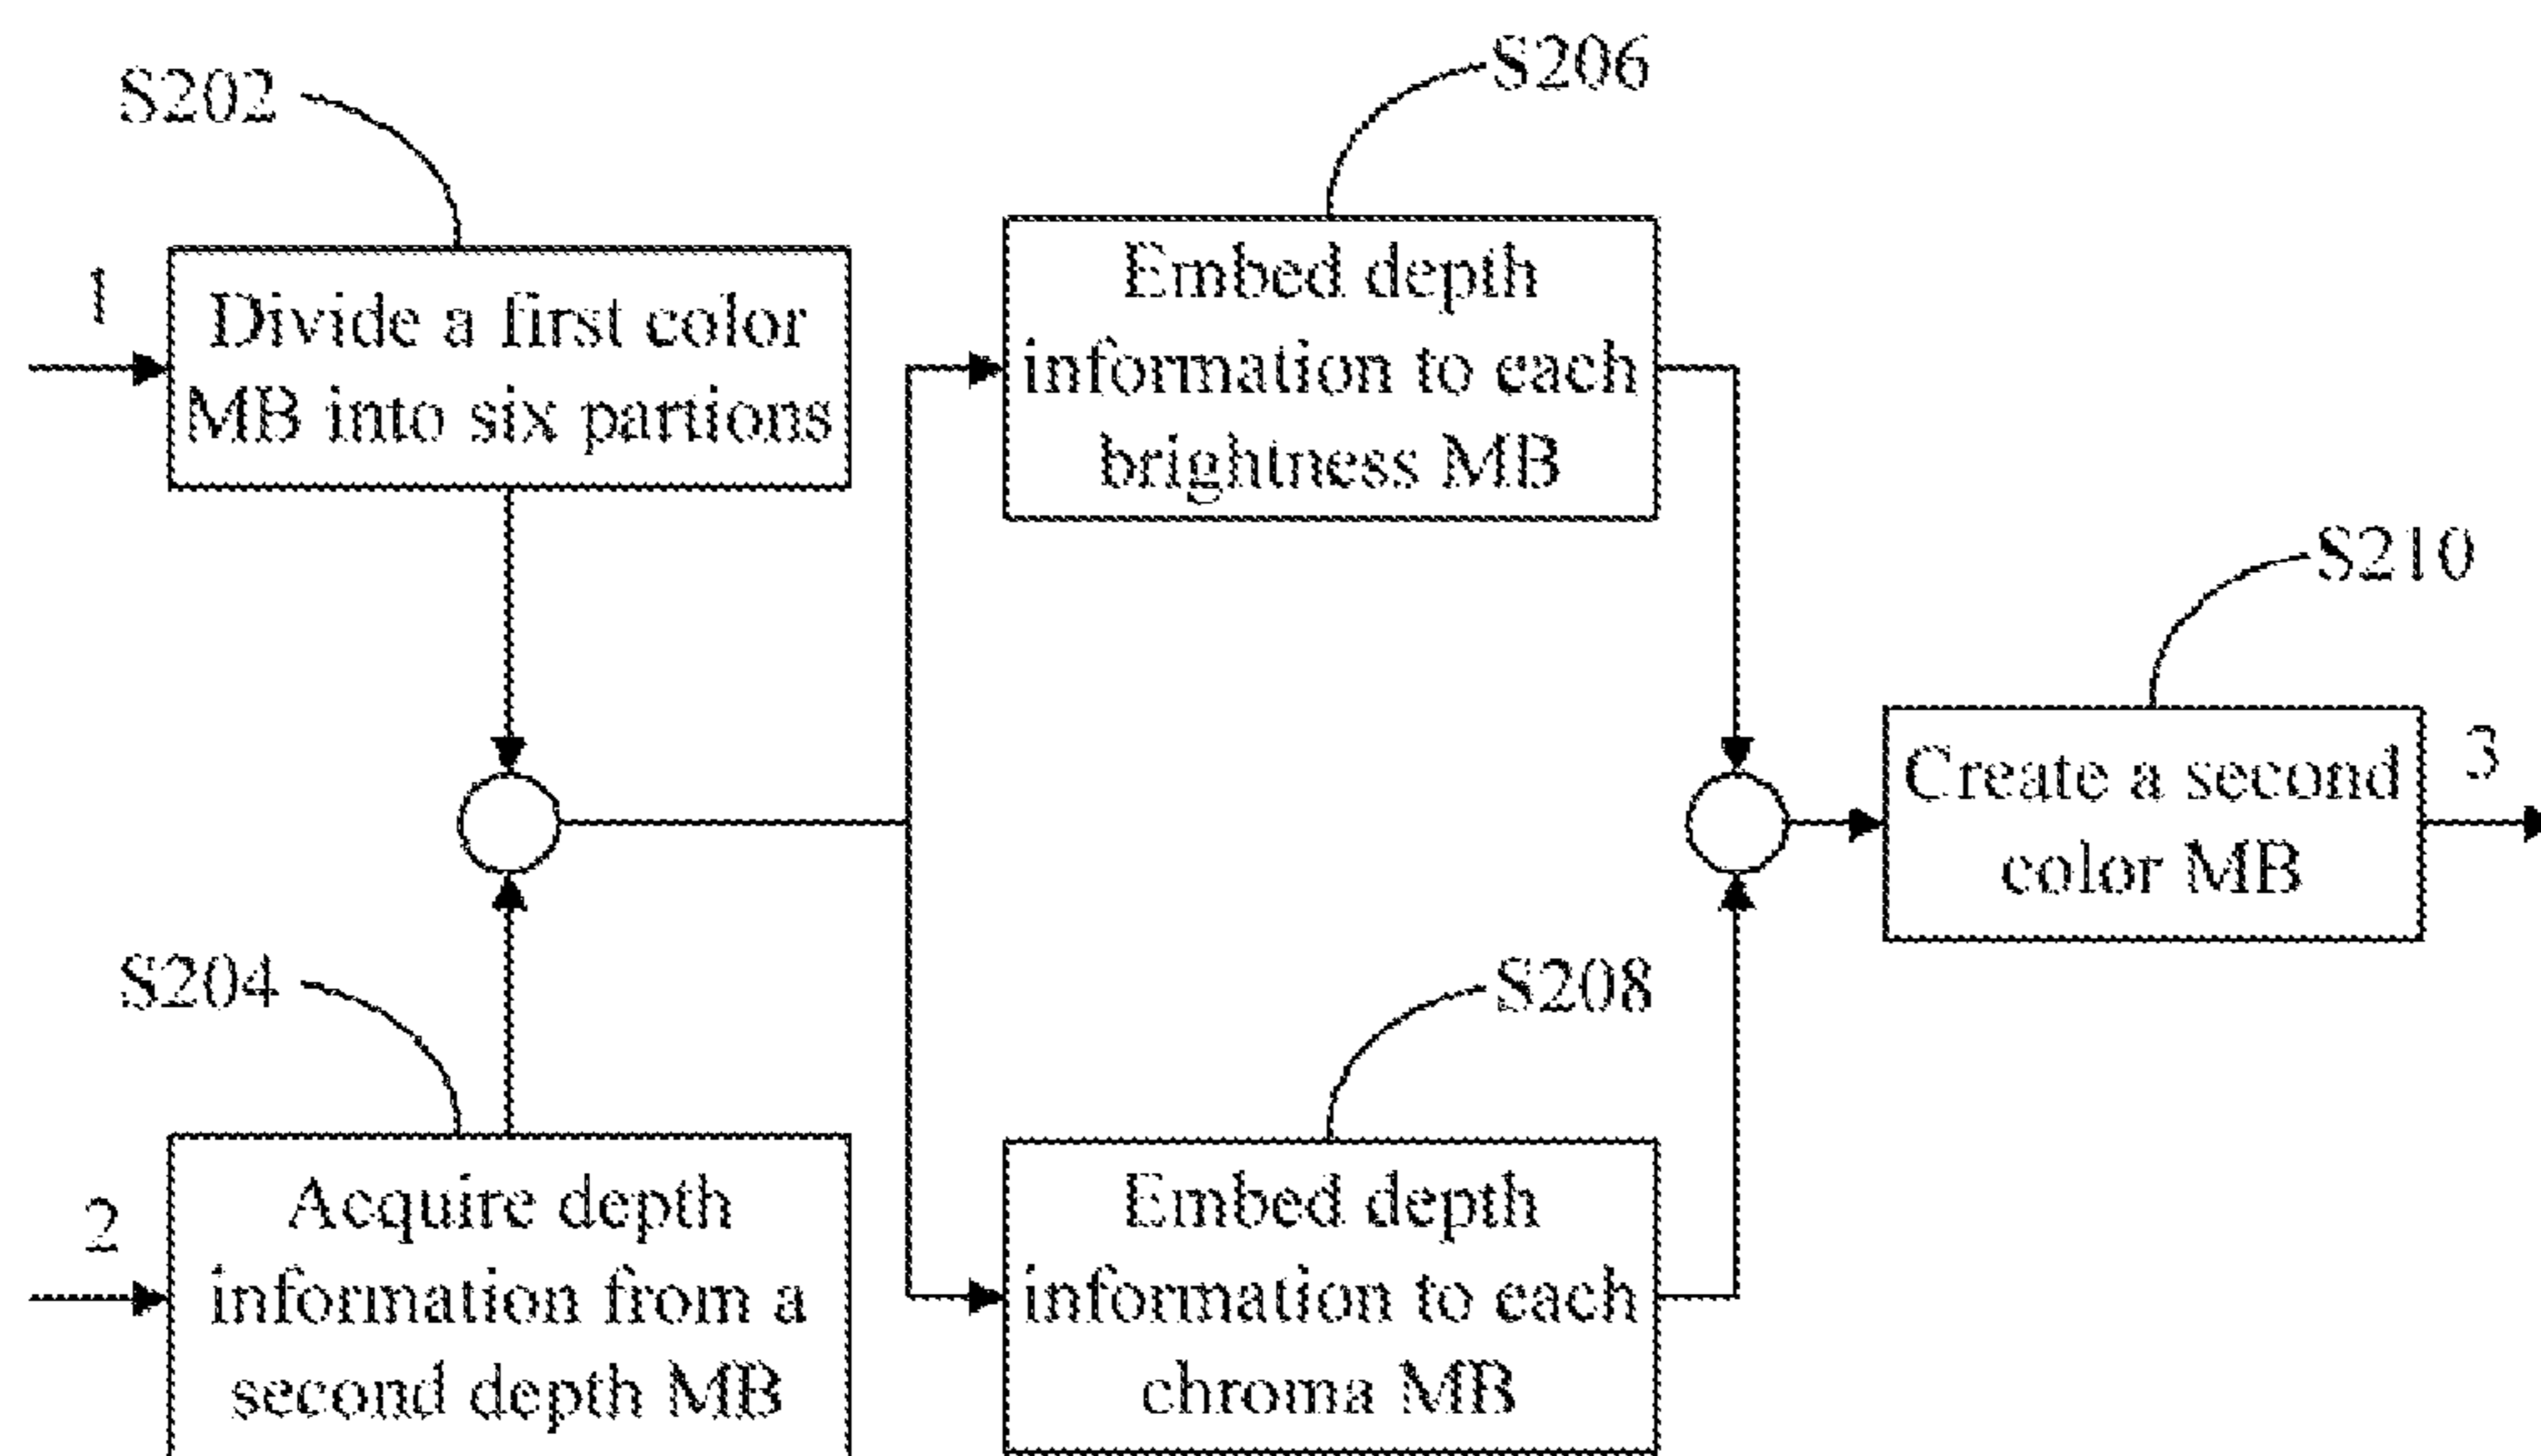 S202
1
Divide a first color
MB into six partions
S206
Embed depth
information to each
brightness MB
S204
2
Acquire depth
information from a
second depth MB
S208
Embed depth
information to each
chroma MB
S210
Create a second
color MB
3